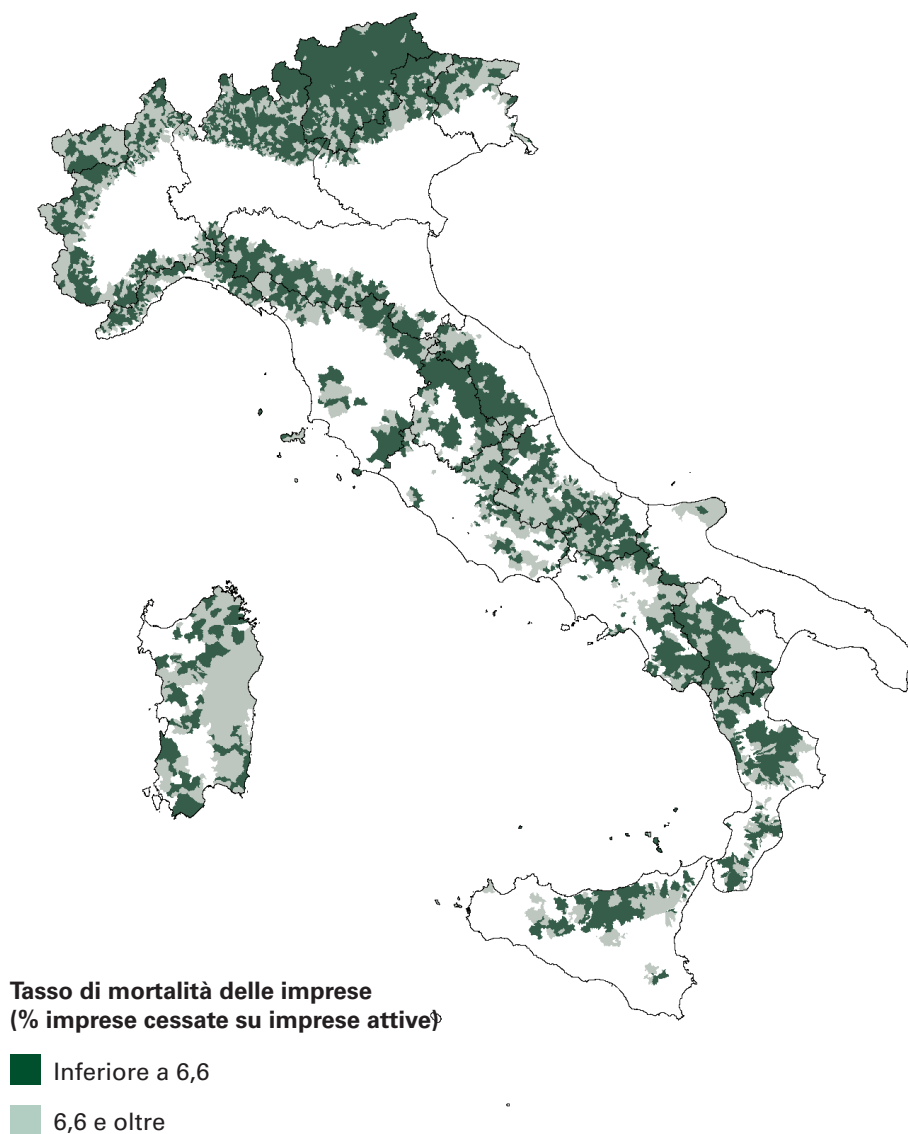 Tasso di mortalità delle imprese
(% imprese cessate su imprese attive)
Inferiore a 6,6
6,6 e oltre